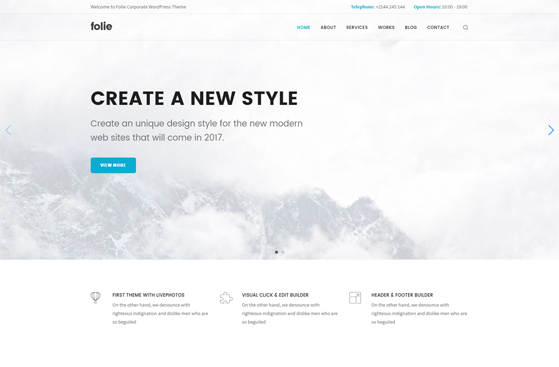 Welcome to Folie Corporate WordPress Theme
Telephone: +2144 245 244 Open Hours: 10:00 - 19:00
folie
HOME ABOUT SERVICES WORKS BLOG CONTACT
CREATE A NEW STYLE
Create an unique design style for the new modern
web sites that will come in 2017.
VIEW MORE
FIRST THEME WITH LIVEPHOTOS
On the other hand, we denounce with
righteous indignation and dislike men who are
so beguiled
VISUAL CLICK & EDIT BUILDER
On the other hand, we denounce with
righteous indignation and dislike men who are
so beguiled
HEADER & FOOTER BUILDER
On the other hand, we denounce with
righteous indignation and dislike men who are
so beguiled